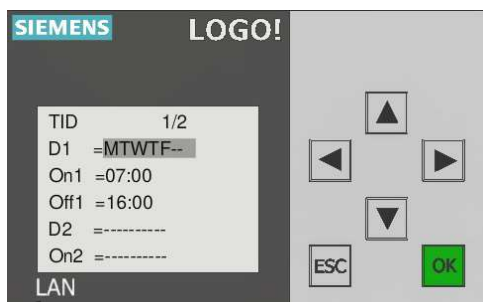 SIEMENS LOGO!
TID 1/2
D1 =MTWTF--
On1 =07:00
Off1 =16:00
D2 =----------
On2 =----------
ESC OK
LAN